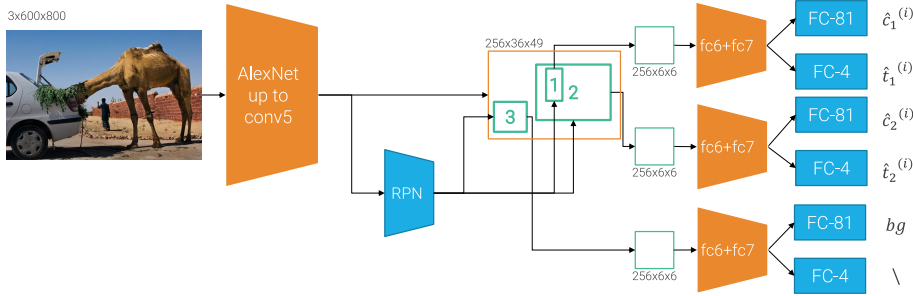 3x600x800
AlexNet
up to
conv5
RPN
256x36x49
1
2
3
256x6x6
fc6+fc7
FC-81
ĉ₁⁽ⁱ⁾
FC-4
t̂₁⁽ⁱ⁾
256x6x6
fc6+fc7
FC-81
ĉ₂⁽ⁱ⁾
FC-4
t̂₂⁽ⁱ⁾
256x6x6
fc6+fc7
FC-81
bg
FC-4
\